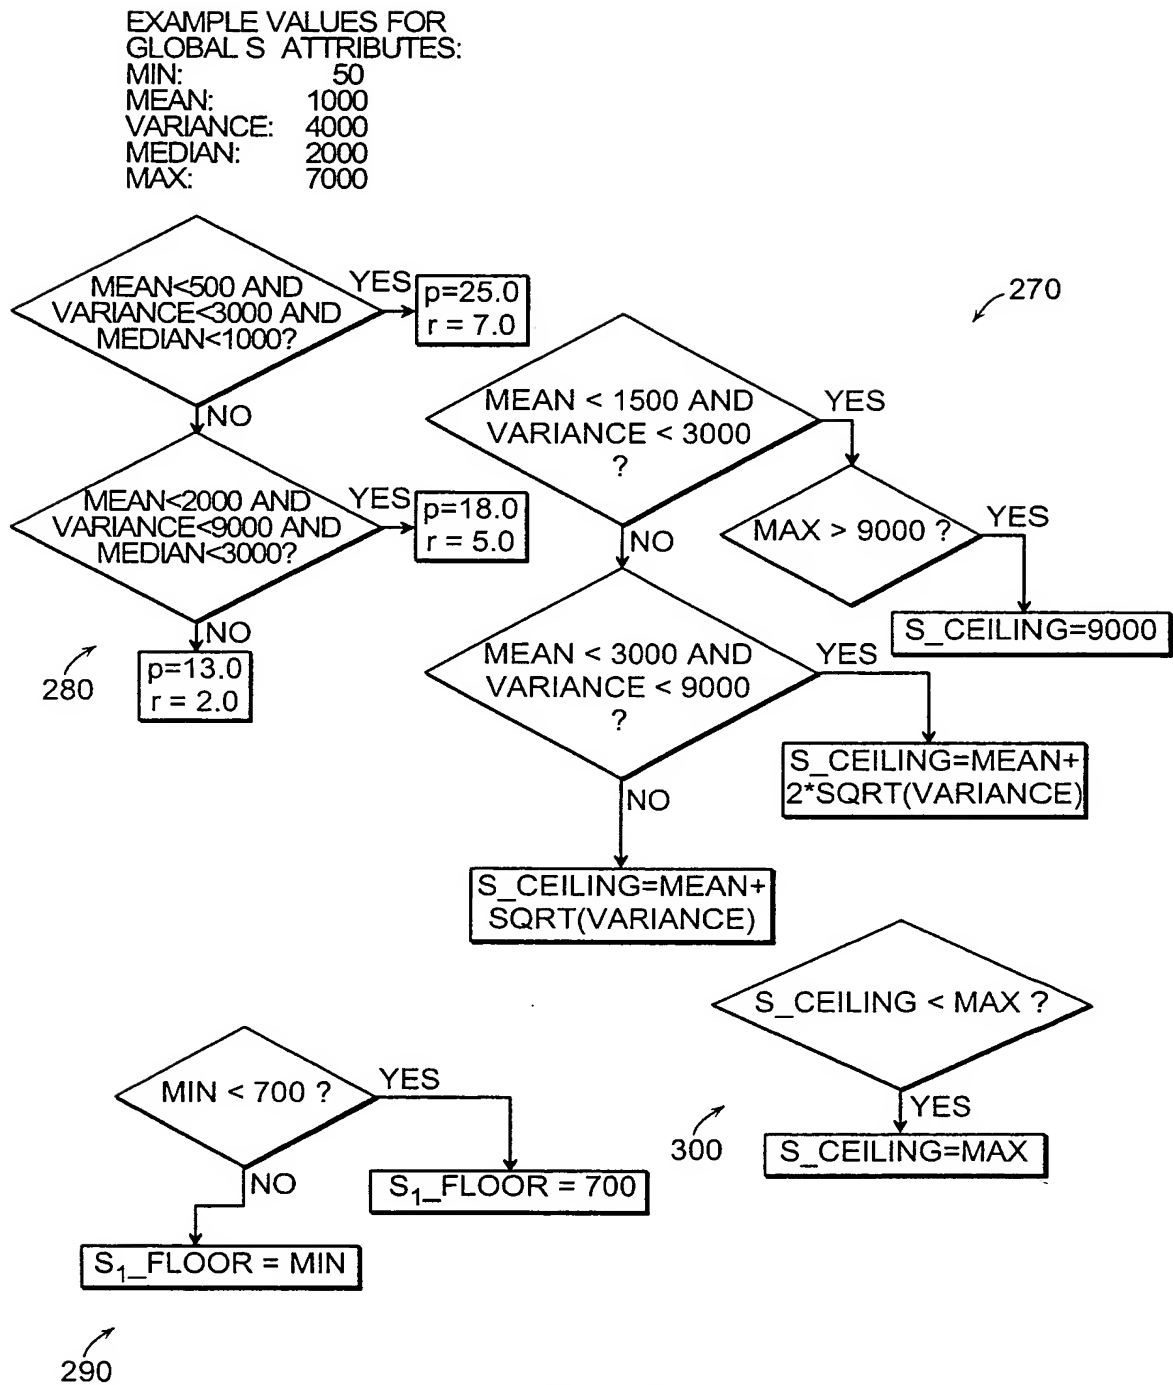 EXAMPLE VALUES FOR
GLOBAL S ATTRIBUTES:
MIN: 50
MEAN: 1000
VARIANCE: 4000
MEDIAN: 2000
MAX: 7000
MEAN<500 AND
VARIANCE<3000 AND
MEDIAN<1000?
YES
p=25.0
r = 7.0
NO
MEAN<2000 AND
VARIANCE<9000 AND
MEDIAN<3000?
YES
p=18.0
r = 5.0
NO
p=13.0
r = 2.0
280
270
MEAN < 1500 AND
VARIANCE < 3000
?
YES
MAX > 9000 ?
YES
S_CEILING=9000
NO
MEAN < 3000 AND
VARIANCE < 9000
?
YES
S_CEILING=MEAN+
2*SQRT(VARIANCE)
NO
S_CEILING=MEAN+
SQRT(VARIANCE)
S_CEILING < MAX ?
YES
S_CEILING=MAX
300
MIN < 700 ?
YES
S₁_FLOOR = 700
NO
S₁_FLOOR = MIN
290